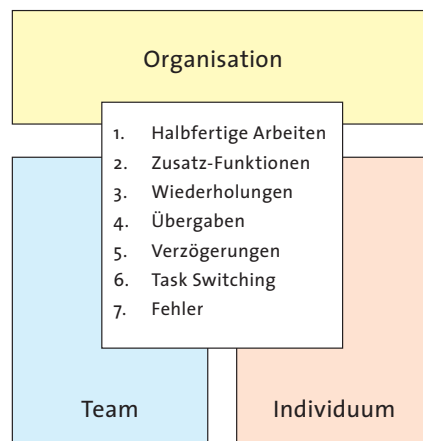 Organisation
1. Halbfertige Arbeiten
2. Zusatz-Funktionen
3. Wiederholungen
4. Übergaben
5. Verzögerungen
6. Task Switching
7. Fehler
Team
Individuum